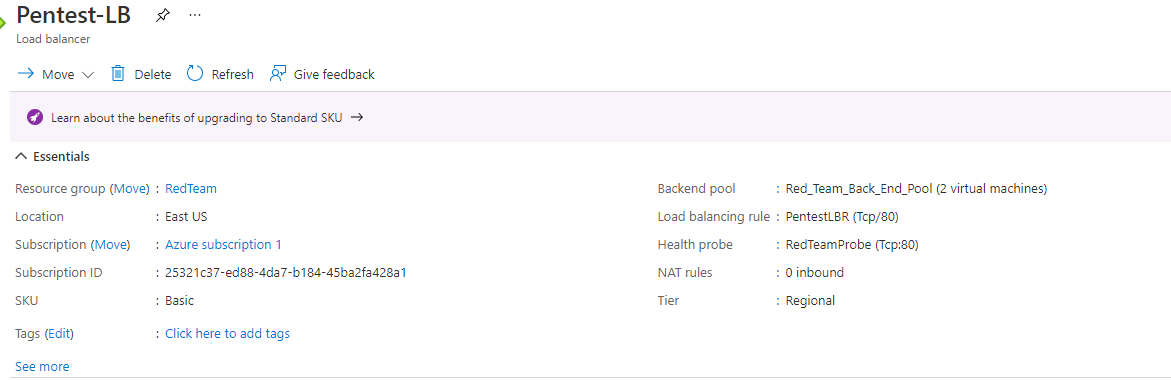 Pentest-LB
Load balancer
Move Delete Refresh Give feedback
Learn about the benefits of upgrading to Standard SKU →
Essentials
Resource group (Move) : RedTeam
Location : East US
Subscription (Move) : Azure subscription 1
Subscription ID : 25321c37-ed88-4da7-b184-45ba2fa428a1
SKU : Basic
Tags (Edit) : Click here to add tags
See more
Backend pool : Red_Team_Back_End_Pool (2 virtual machines)
Load balancing rule : PentestLBR (Tcp/80)
Health probe : RedTeamProbe (Tcp:80)
NAT rules : 0 inbound
Tier : Regional